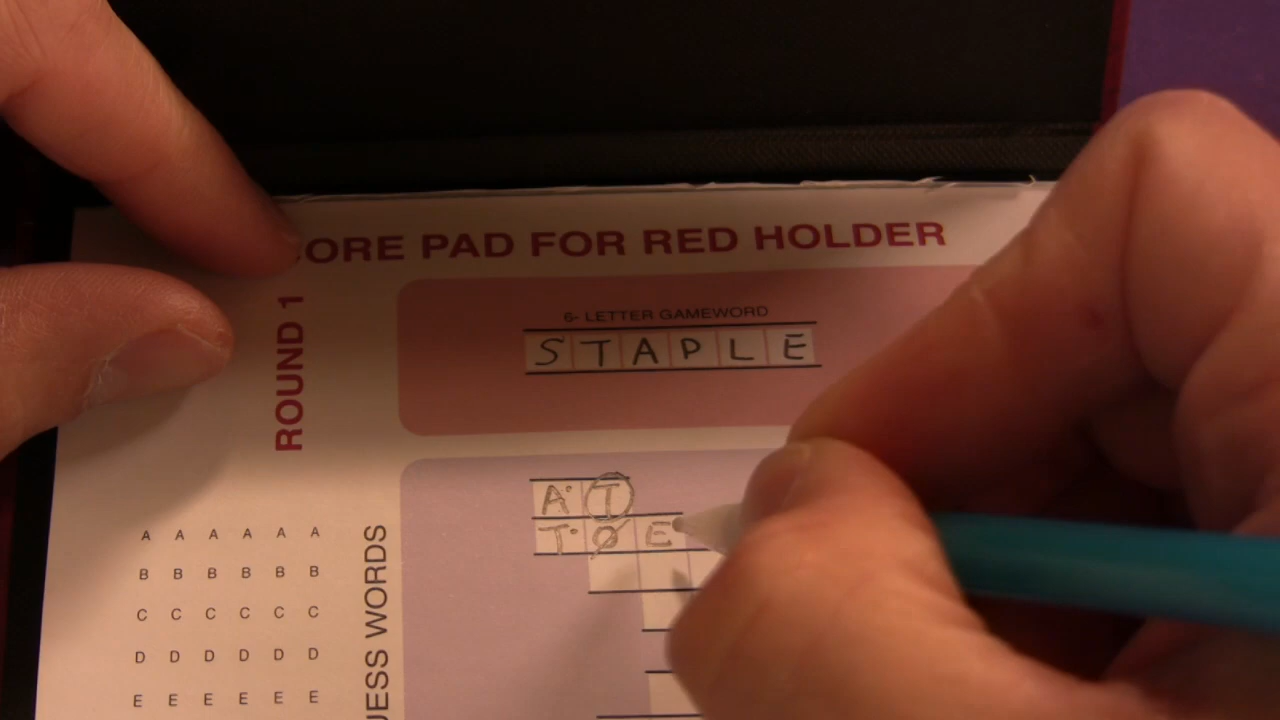 ORE PAD FOR RED HOLDER
ROUND 1
6- LETTER GAMEWORD
STAPLE
AT
TOE
UESS WORDS
A A A A A A
B B B B B B
C C C C C C
D D D D D D
E E E E E E